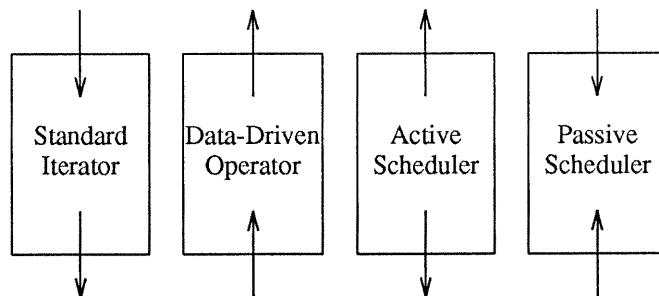 Standard
Iterator
Data-Driven
Operator
Active
Scheduler
Passive
Scheduler